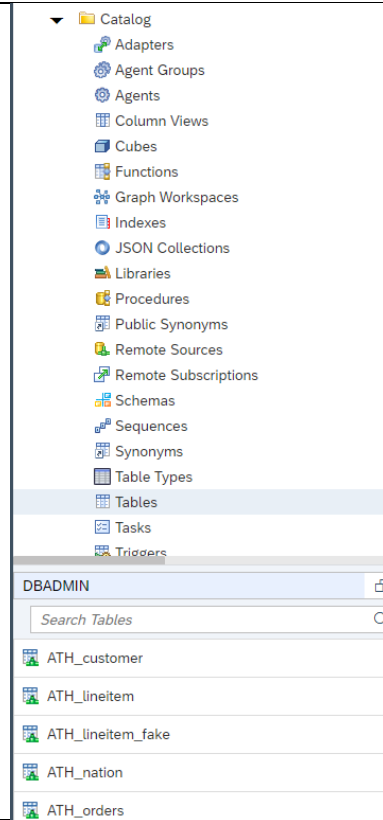 Catalog
Adapters
Agent Groups
Agents
Column Views
Cubes
Functions
Graph Workspaces
Indexes
JSON Collections
Libraries
Procedures
Public Synonyms
Remote Sources
Remote Subscriptions
Schemas
Sequences
Synonyms
Table Types
Tables
Tasks
Triggers
DBADMIN
Search Tables
ATH_customer
ATH_lineitem
ATH_lineitem_fake
ATH_nation
ATH_orders